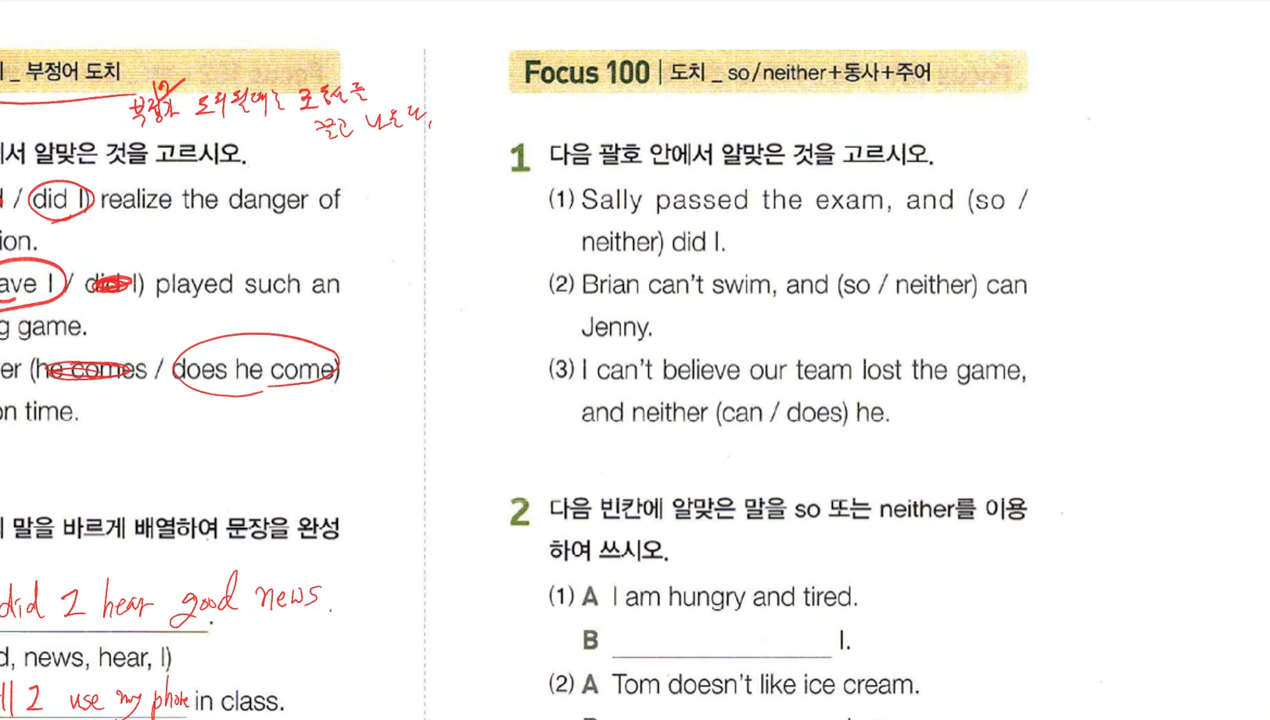 _ 부정어 도치
부정어가 도치될때는 조동사를
끌고 나온다.
서 알맞은 것을 고르시오.
/ did I) realize the danger of
ion.
ave I / did I) played such an
g game.
er (he comes / does he come)
on time.
말을 바르게 배열하여 문장을 완성
did I hear good news.
d, news, hear, I)
ll I use my phone in class.
Focus 100 | 도치 _ so/neither+동사+주어
1 다음 괄호 안에서 알맞은 것을 고르시오.
(1) Sally passed the exam, and (so /
neither) did I.
(2) Brian can't swim, and (so / neither) can
Jenny.
(3) I can't believe our team lost the game,
and neither (can / does) he.
2 다음 빈칸에 알맞은 말을 so 또는 neither를 이용
하여 쓰시오.
(1) A I am hungry and tired.
B I.
(2) A Tom doesn't like ice cream.